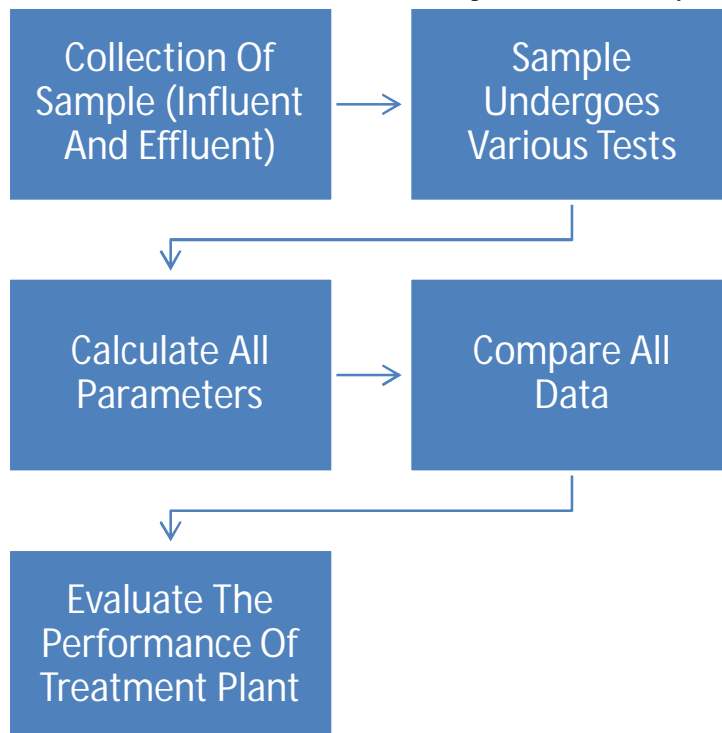 Collection Of
Sample (Influent
And Effluent)
Sample
Undergoes
Various Tests
Calculate All
Parameters
Compare All
Data
Evaluate The
Performance Of
Treatment Plant